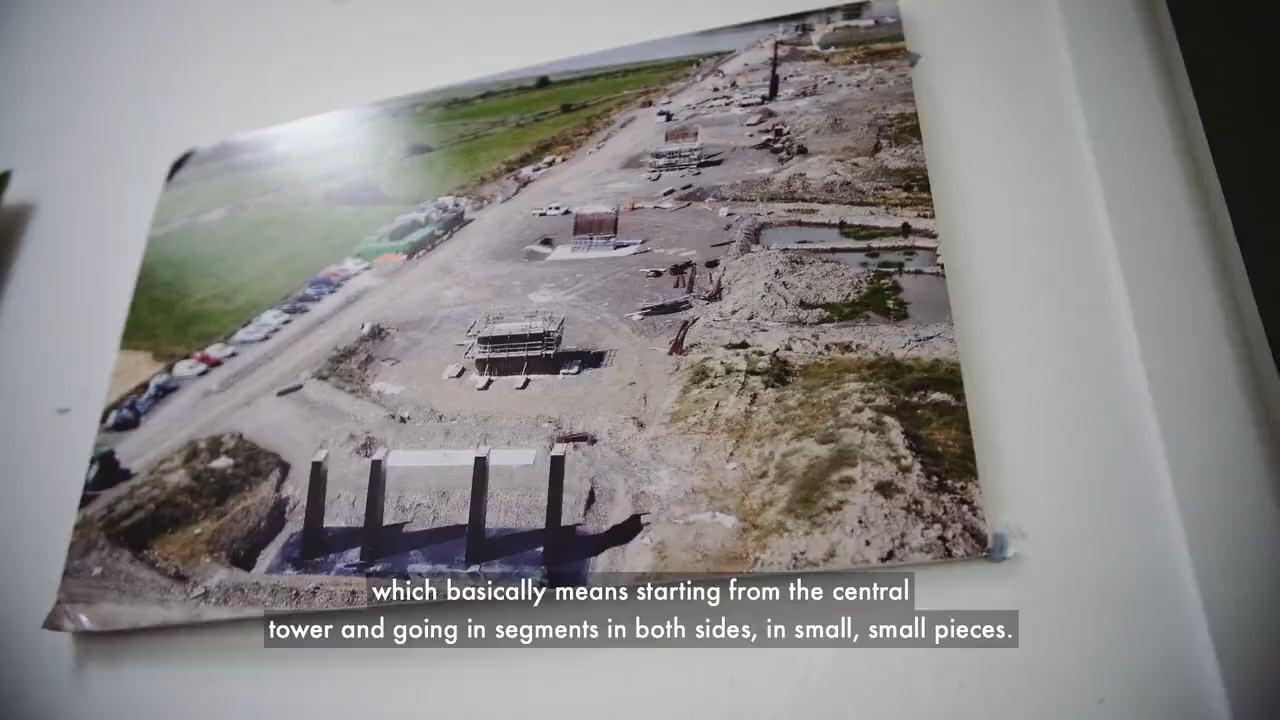 which basically means starting from the central
tower and going in segments in both sides, in small, small pieces.